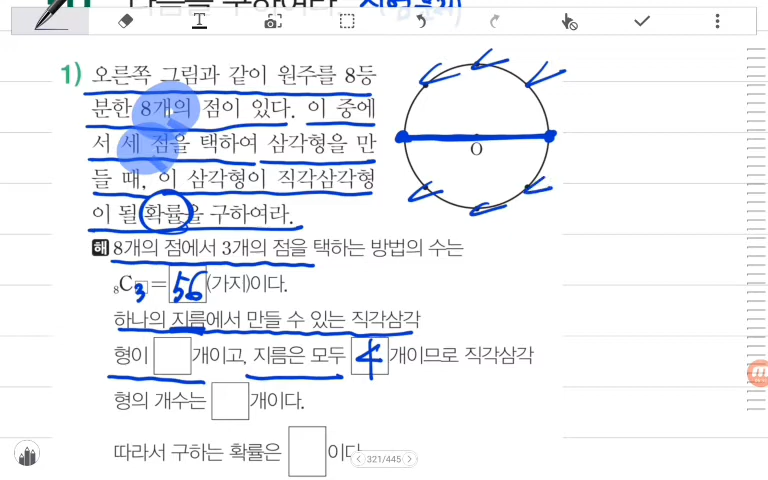 T
1) 오른쪽 그림과 같이 원주를 8등
분한 8개의 점이 있다. 이 중에
서 세 점을 택하여 삼각형을 만
들 때, 이 삼각형이 직각삼각형
이 될 확률을 구하여라.
O
해 8개의 점에서 3개의 점을 택하는 방법의 수는
₈C₃=56(가지)이다.
하나의 지름에서 만들 수 있는 직각삼각
형이 개이고, 지름은 모두 4 개이므로 직각삼각
형의 개수는 개이다.
따라서 구하는 확률은 이다
321/445